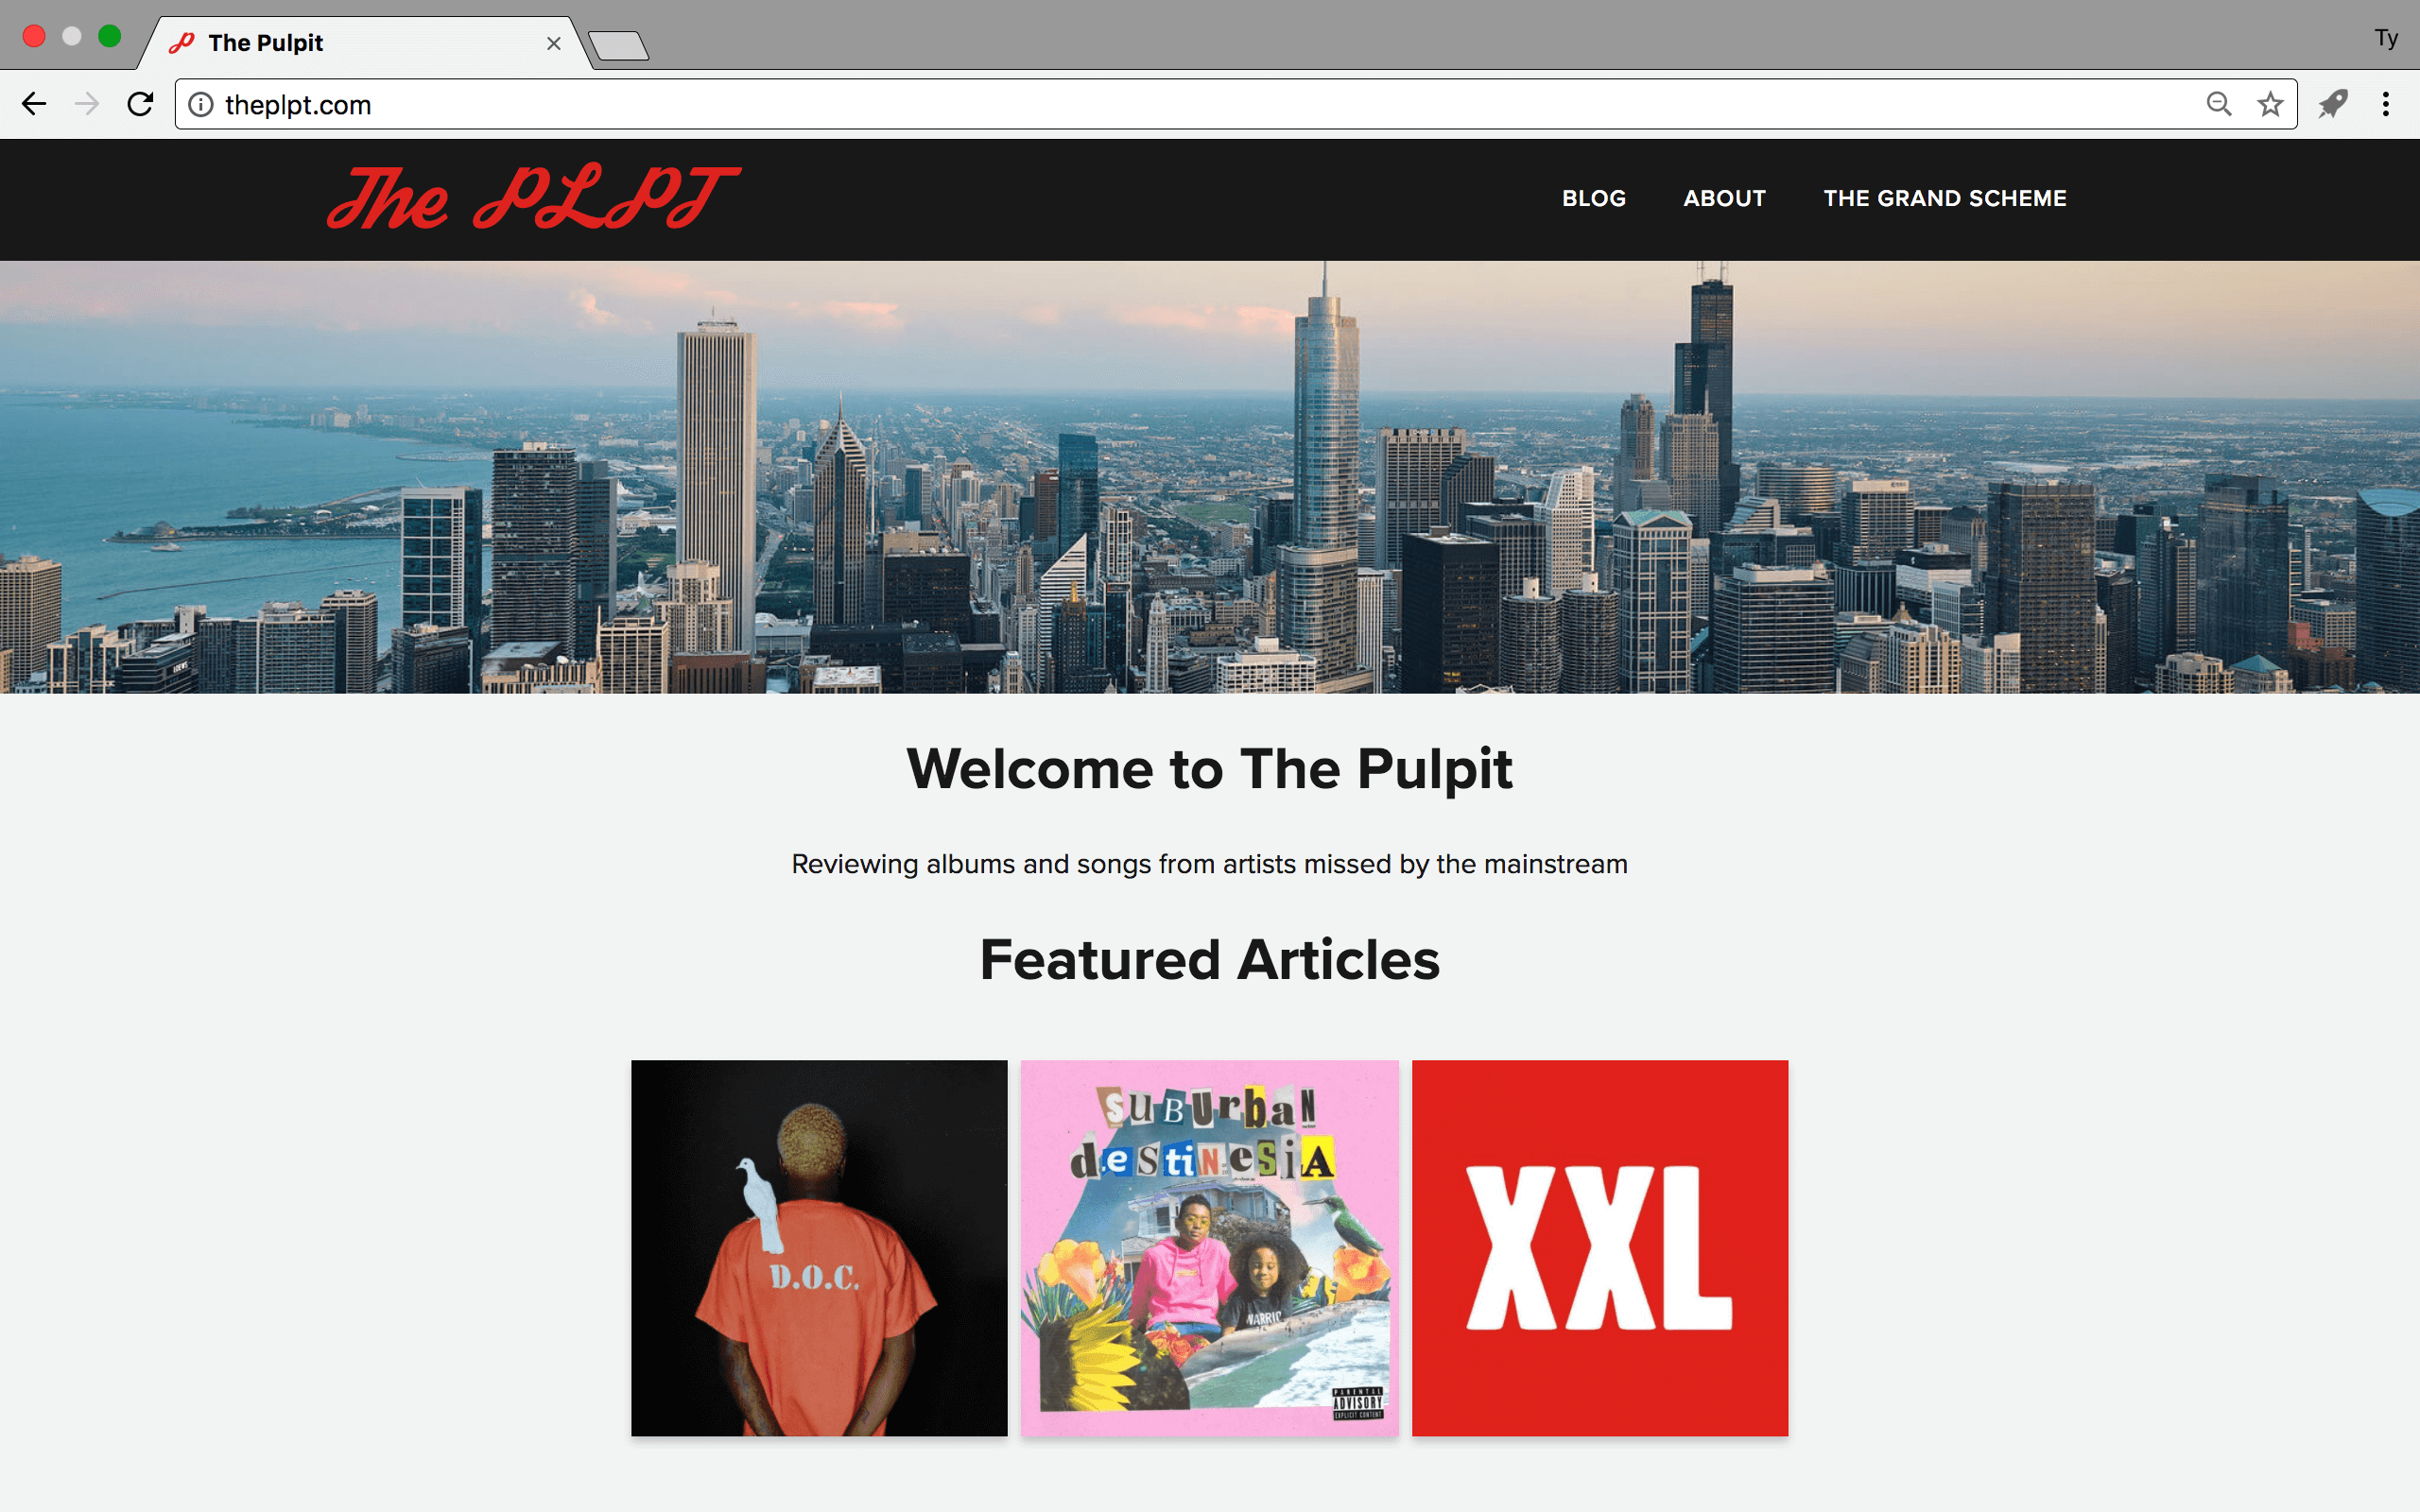 The Pulpit
Ty
theplpt.com
The PLPT
BLOG ABOUT THE GRAND SCHEME
Welcome to The Pulpit
Reviewing albums and songs from artists missed by the mainstream
Featured Articles
D.O.C.
SUBUrbaN
destiNesiA
PARENTAL
ADVISORY
EXPLICIT CONTENT
XXL